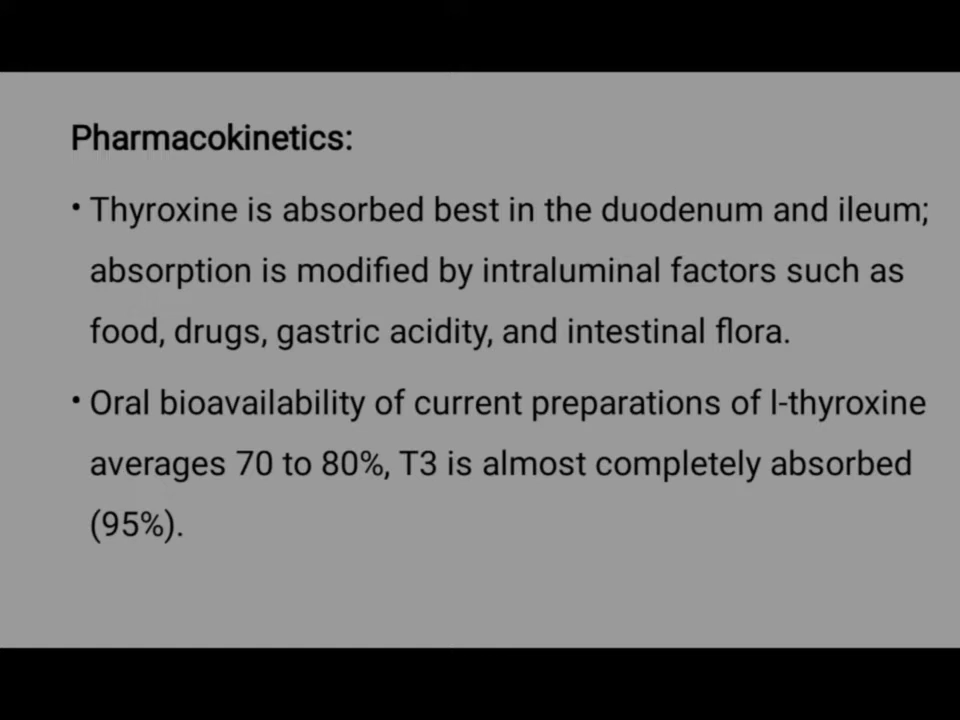 Pharmacokinetics:
• Thyroxine is absorbed best in the duodenum and ileum;
absorption is modified by intraluminal factors such as
food, drugs, gastric acidity, and intestinal flora.
• Oral bioavailability of current preparations of l-thyroxine
averages 70 to 80%, T3 is almost completely absorbed
(95%).